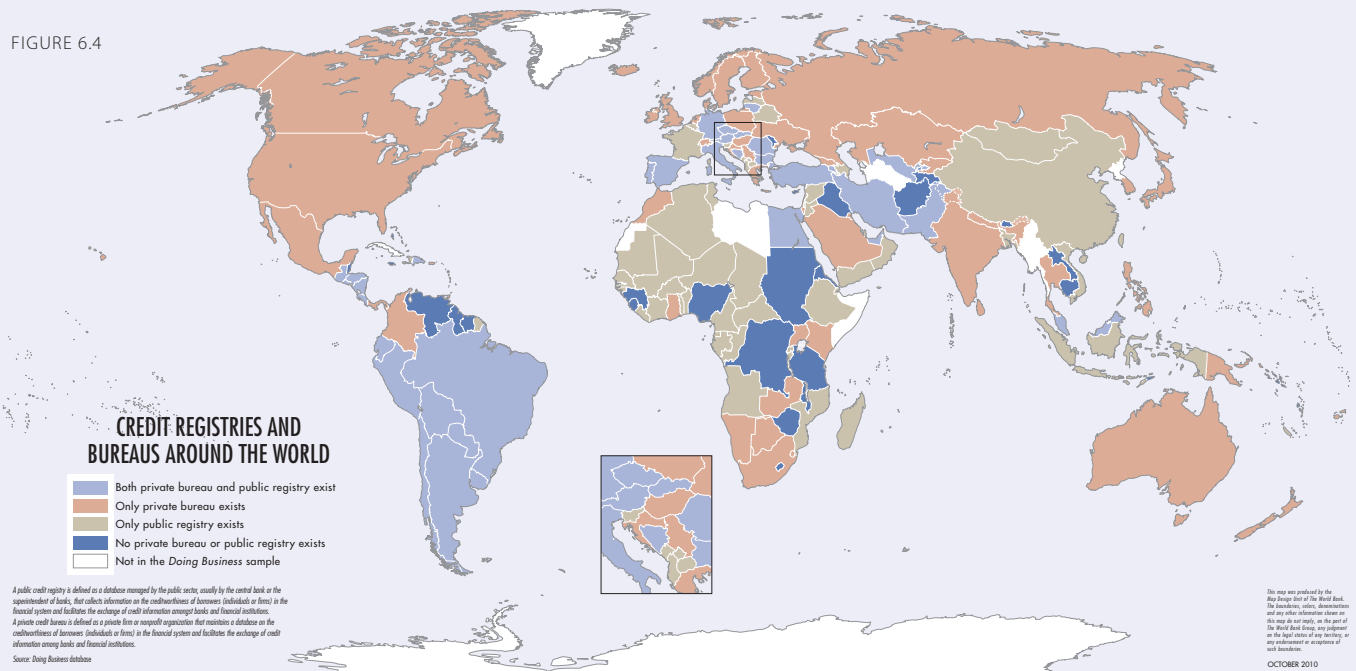 FIGURE 6.4
CREDIT REGISTRIES AND
BUREAUS AROUND THE WORLD
Both private bureau and public registry exist
Only private bureau exists
Only public registry exists
No private bureau or public registry exists
Not in the Doing Business sample
A public credit registry is defined as a database managed by the public sector, usually by the central bank or the
superintendent of banks, that collects information on the creditworthiness of borrowers (individuals or firms) in the
financial system and facilitates the exchange of credit information amongst banks and financial institutions.
A private credit bureau is defined as a private firm or nonprofit organization that maintains a database on the
creditworthiness of borrowers (individuals or firms) in the financial system and facilitates the exchange of credit
information among banks and financial institutions.
Source: Doing Business database
This map was produced by the
Map Design Unit of The World Bank.
The boundaries, colors, denominations
and any other information shown on
this map do not imply, on the part of
The World Bank Group, any judgment
on the legal status of any territory, or
any endorsement or acceptance of
such boundaries.
OCTOBER 2010